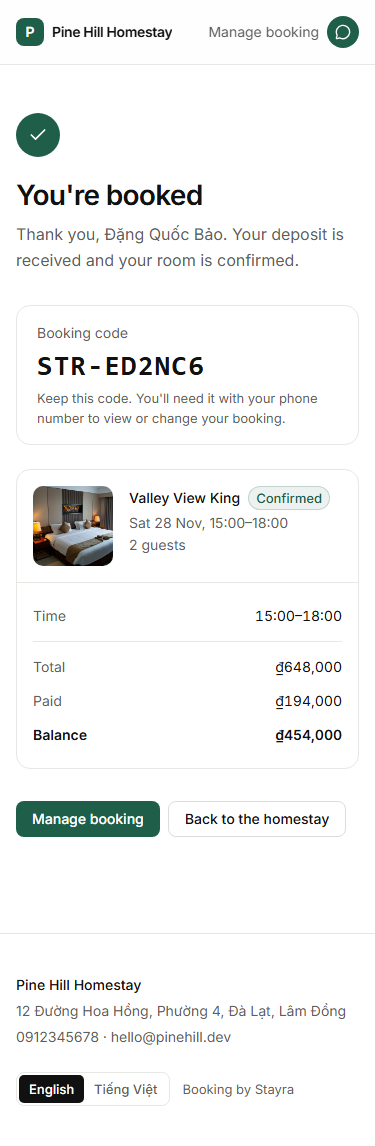 P Pine Hill Homestay Manage booking
You're booked
Thank you, Đặng Quốc Bảo. Your deposit is
received and your room is confirmed.
Booking code
STR-ED2NC6
Keep this code. You'll need it with your phone
number to view or change your booking.
Valley View King Confirmed
Sat 28 Nov, 15:00–18:00
2 guests
Time 15:00–18:00
Total ₫648,000
Paid ₫194,000
Balance ₫454,000
Manage booking Back to the homestay
Pine Hill Homestay
12 Đường Hoa Hồng, Phường 4, Đà Lạt, Lâm Đồng
0912345678 · hello@pinehill.dev
English Tiếng Việt Booking by Stayra